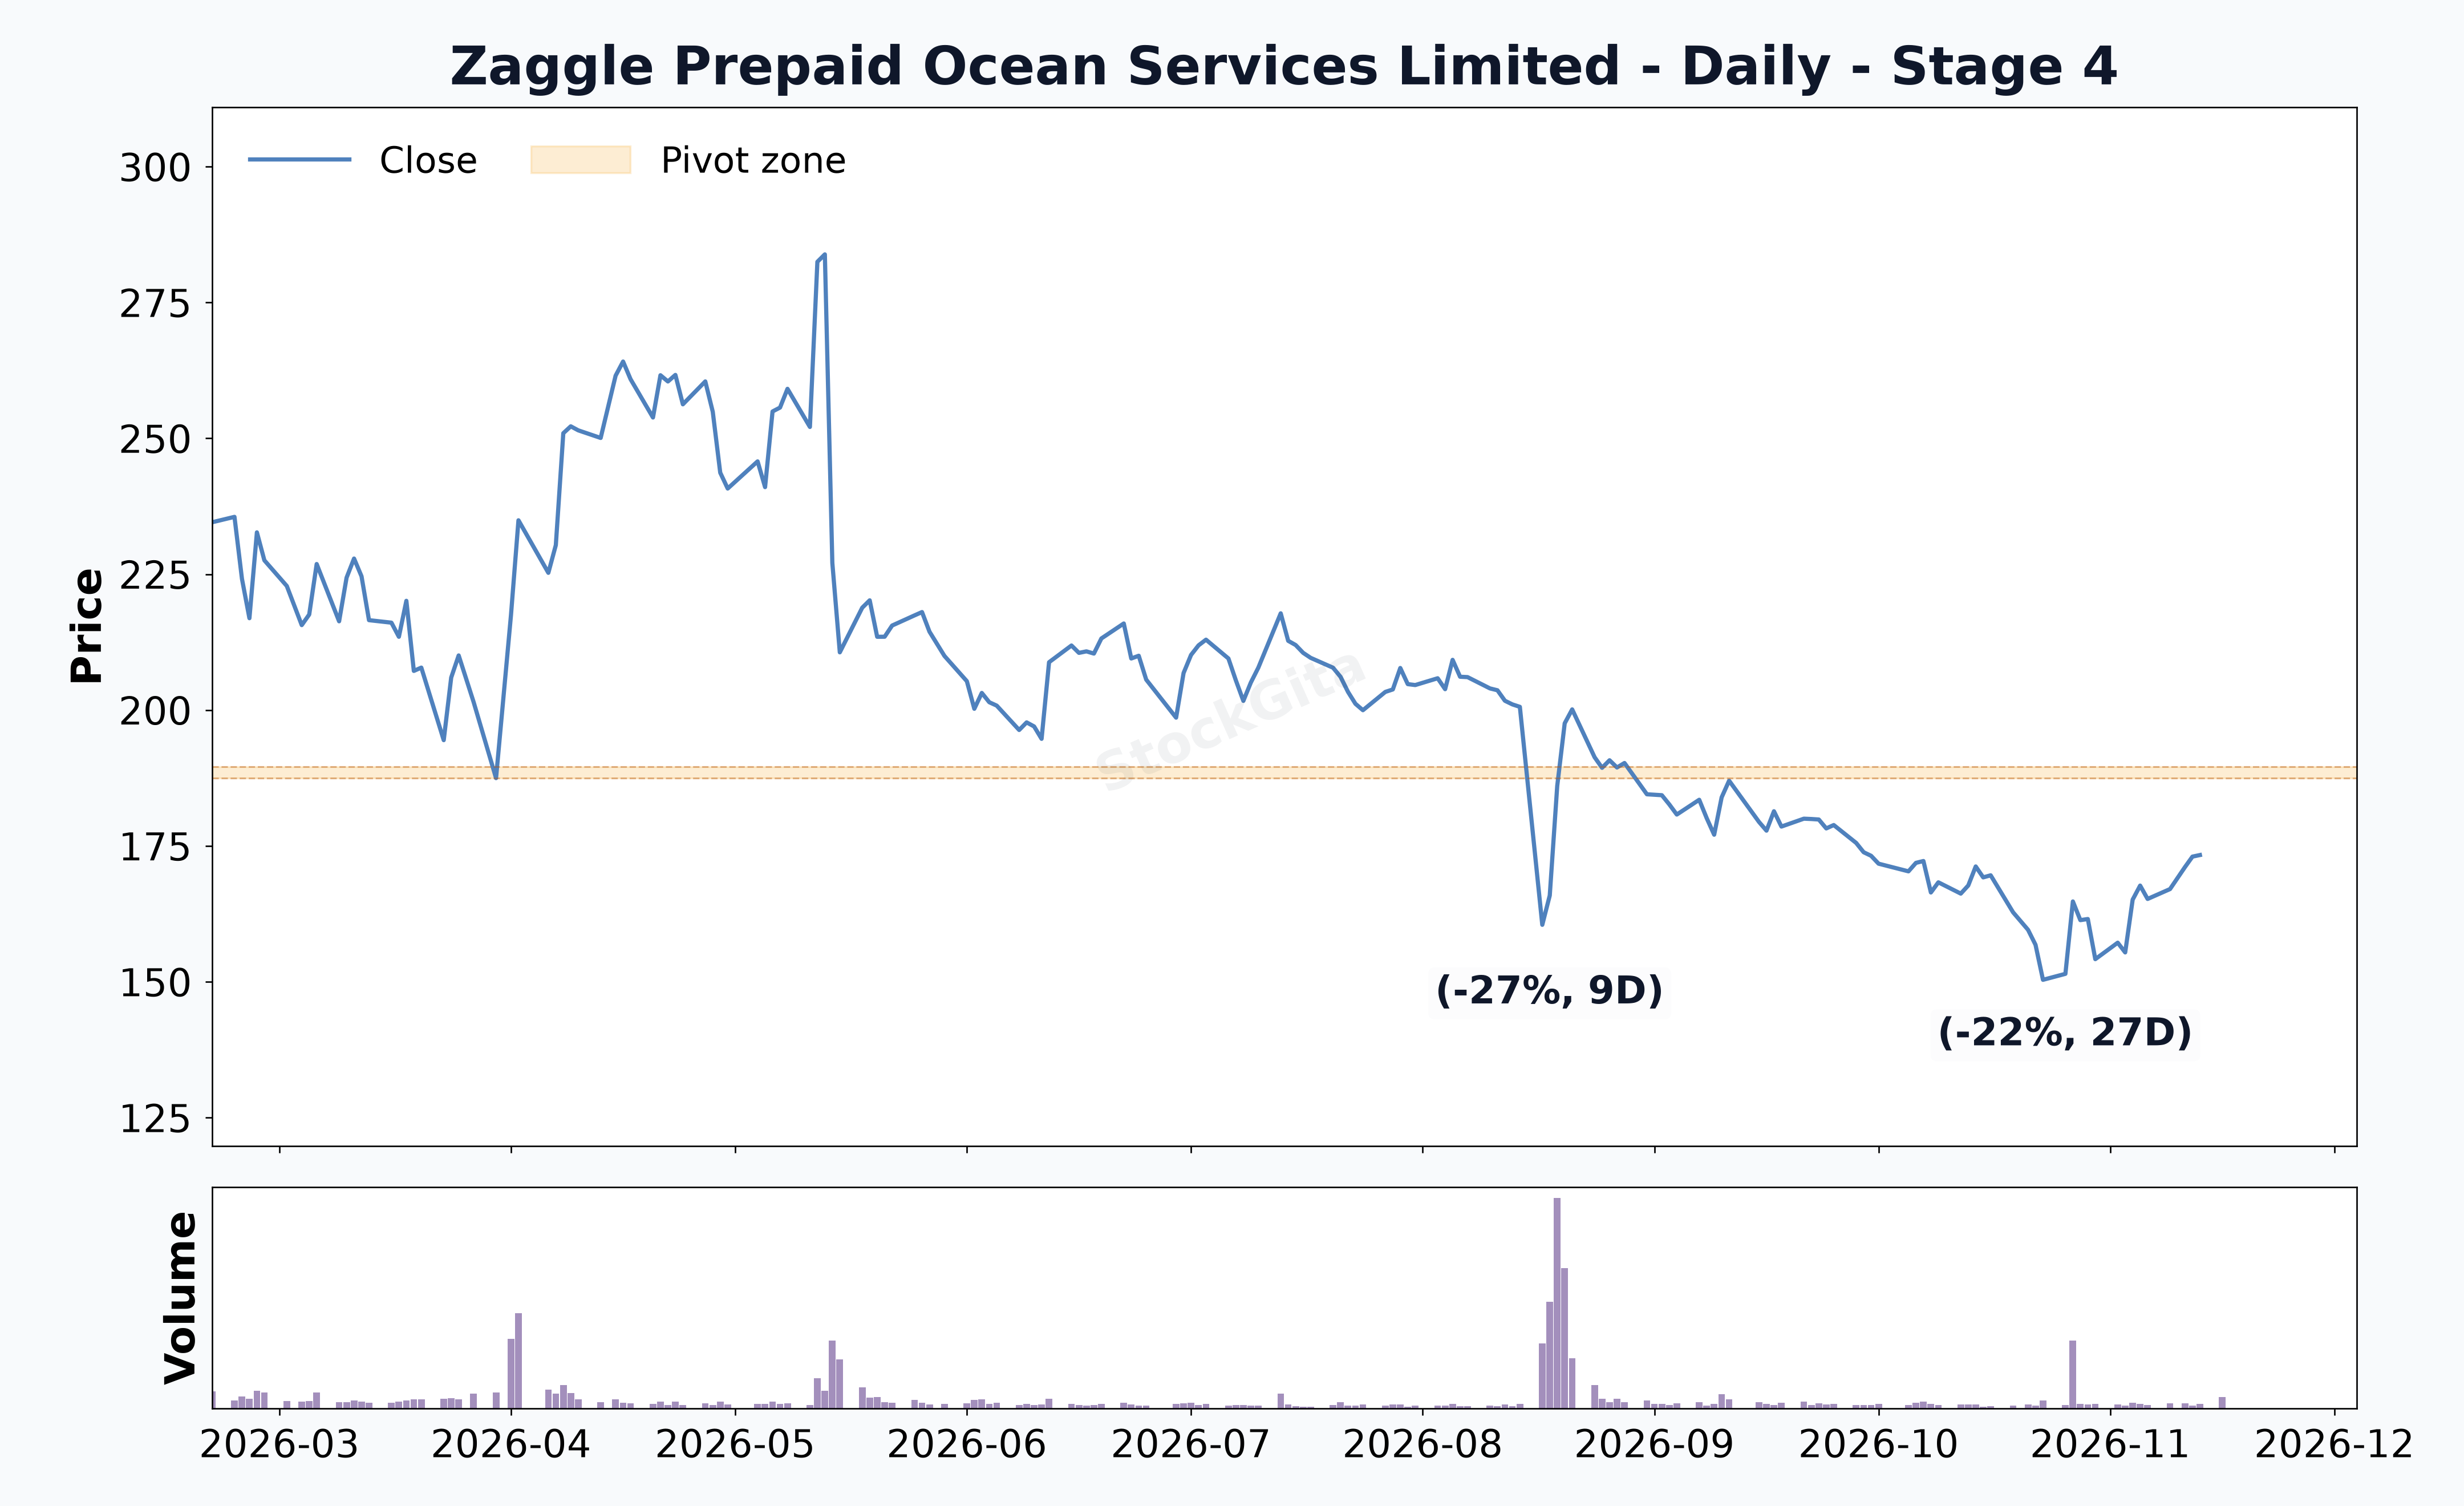 Zaggle Prepaid Ocean Services Limited - Daily - Stage 4
Close
Pivot zone
Price
300
275
250
225
200
175
150
125
StockGita
(-27%, 9D)
(-22%, 27D)
Volume
2026-03
2026-04
2026-05
2026-06
2026-07
2026-08
2026-09
2026-10
2026-11
2026-12